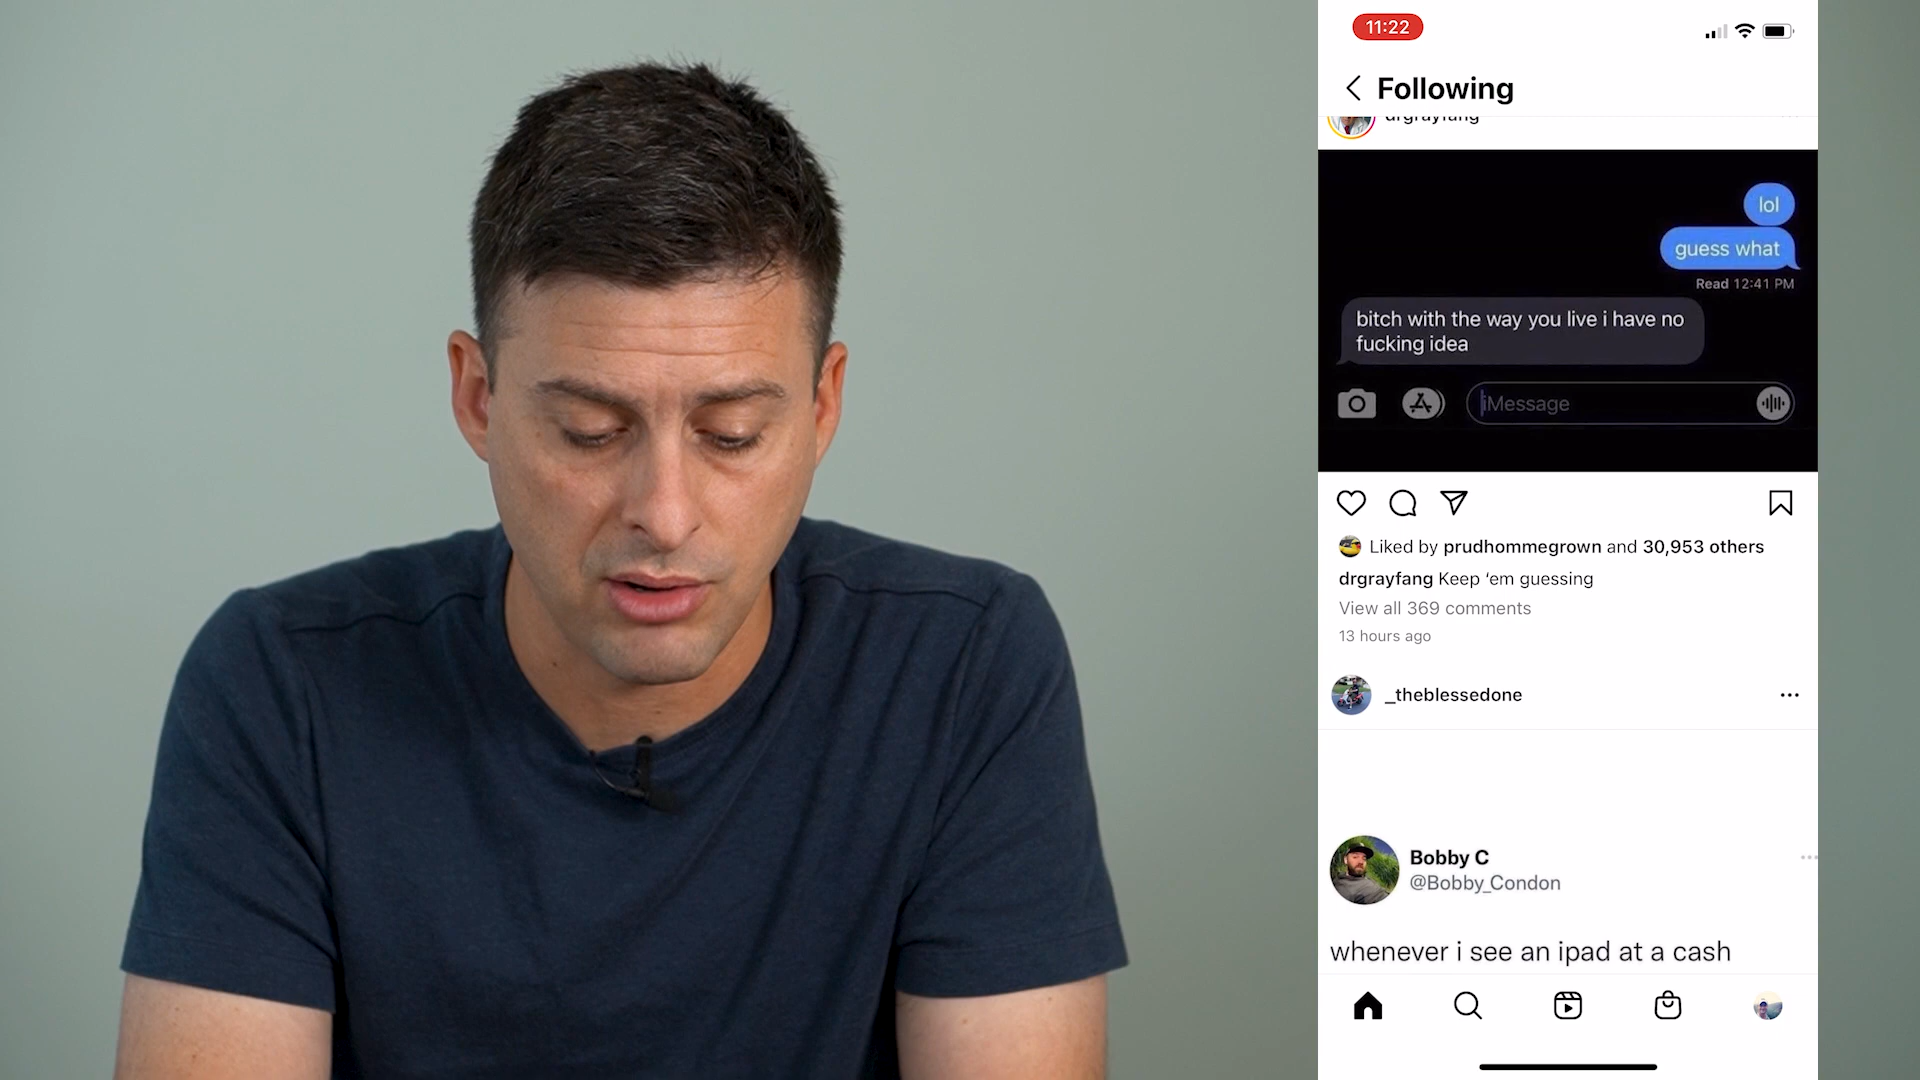 11:22
Following
drgrayfang
lol
guess what
Read 12:41 PM
bitch with the way you live i have no
fucking idea
iMessage
Liked by prudhommegrown and 30,953 others
drgrayfang Keep ‘em guessing
View all 369 comments
13 hours ago
_theblessedone
Bobby C
@Bobby_Condon
whenever i see an ipad at a cash